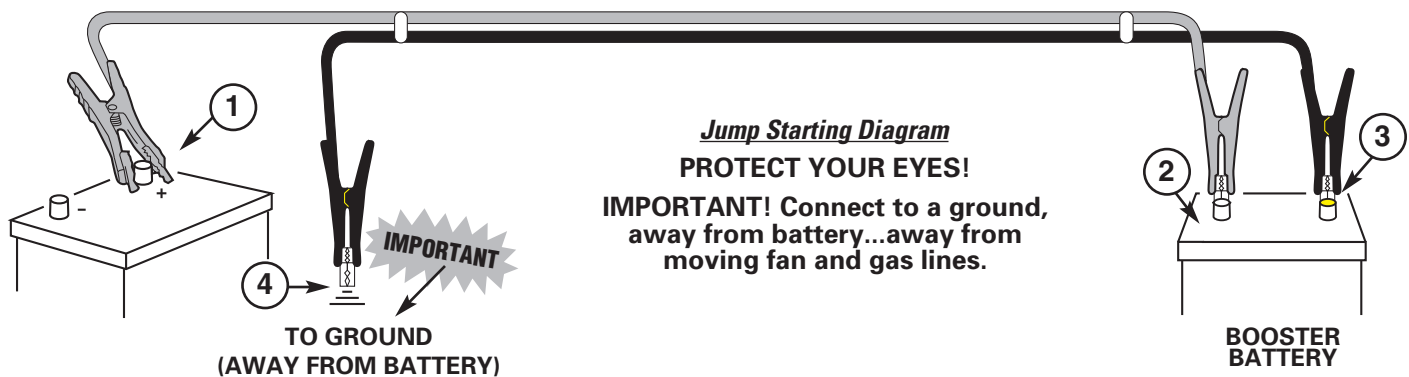 1
-
+
4
IMPORTANT
TO GROUND
(AWAY FROM BATTERY)
Jump Starting Diagram
PROTECT YOUR EYES!
IMPORTANT! Connect to a ground,
away from battery...away from
moving fan and gas lines.
2
3
BOOSTER
BATTERY